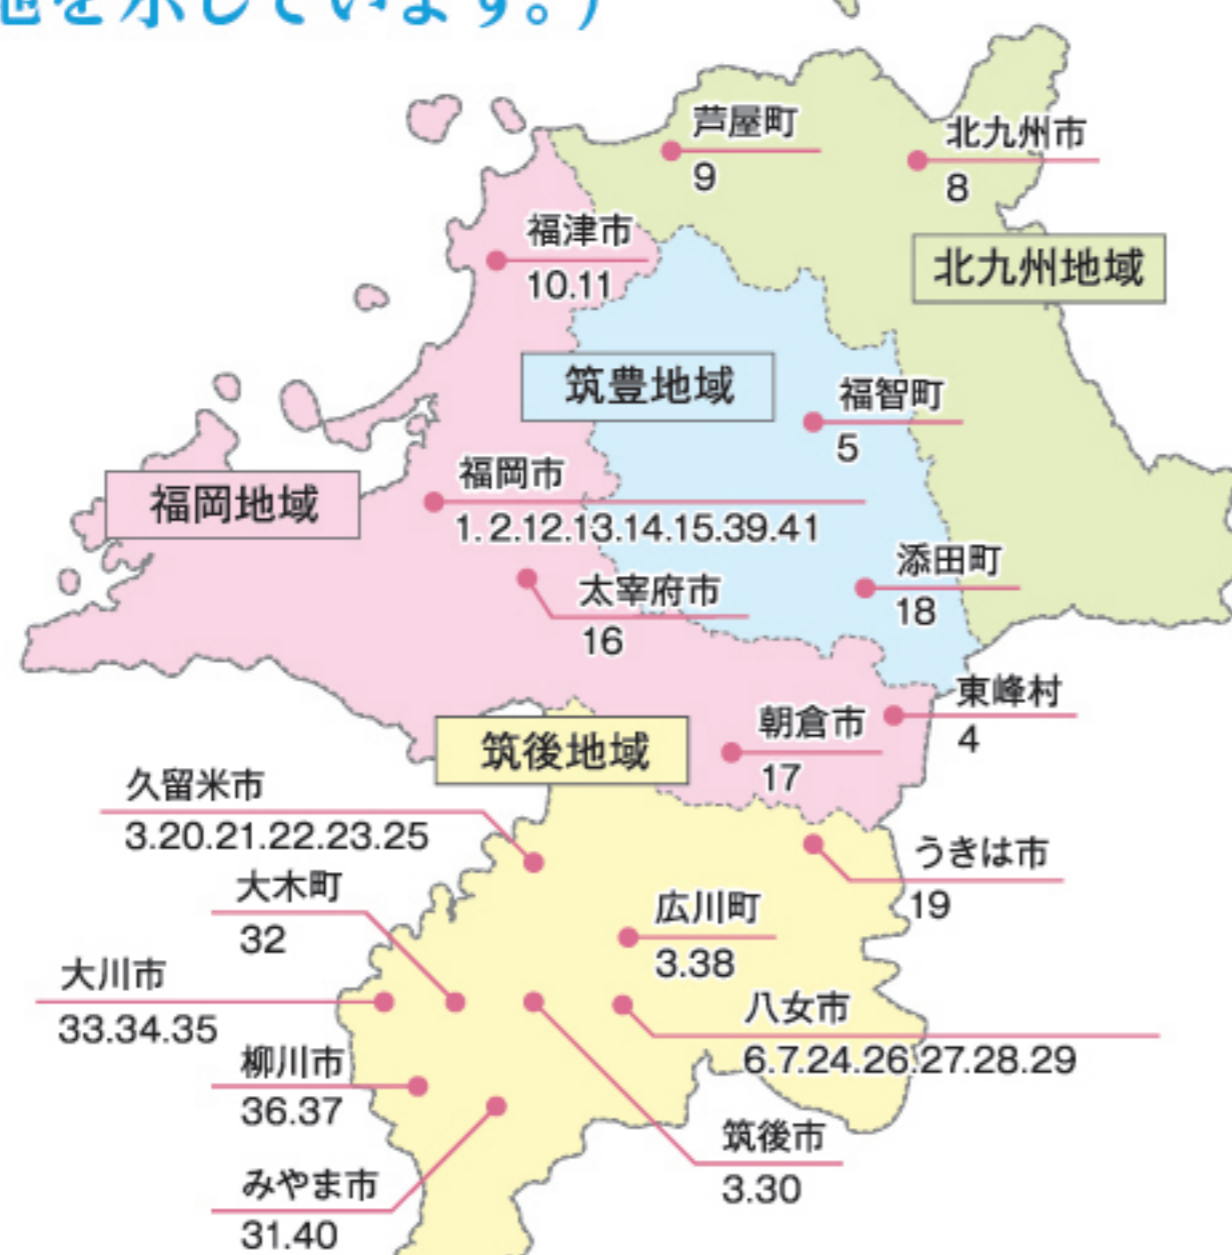 地を示しています。)
芦屋町
9
北九州市
8
福津市
10.11
北九州地域
筑豊地域
福智町
5
福岡市
1.2.12.13.14.15.39.41
福岡地域
太宰府市
16
添田町
18
東峰村
4
朝倉市
17
筑後地域
久留米市
3.20.21.22.23.25
うきは市
19
大木町
32
広川町
3.38
大川市
33.34.35
八女市
6.7.24.26.27.28.29
柳川市
36.37
筑後市
3.30
みやま市
31.40